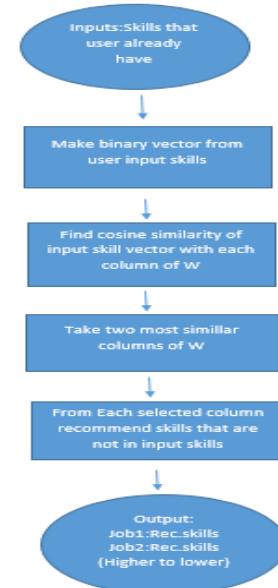 Inputs:Skills that
user already
have
Make binary vector from
user input skills
Find cosine similarity of
input skill vector with each
column of W
Take two most simillar
columns of W
From Each selected column
recommend skills that are
not in input skills
Output:
Job1:Rec.skills
Job2:Rec.skills
(Higher to lower}